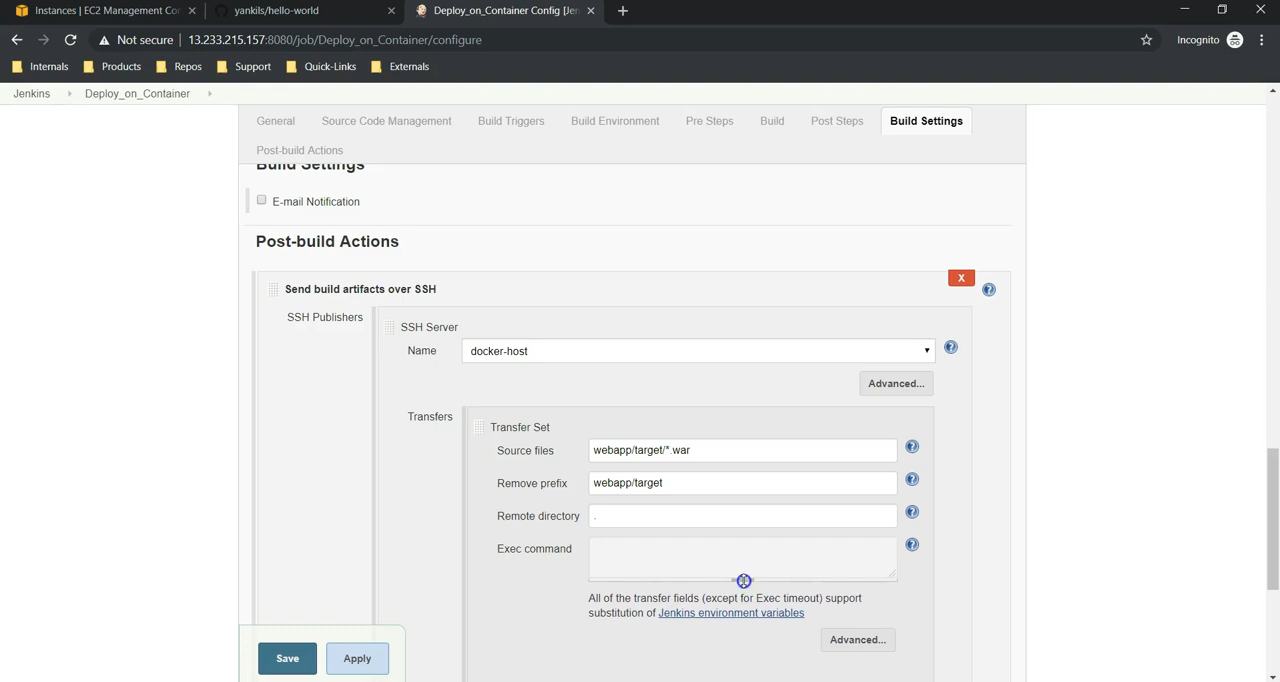 Instances | EC2 Management Con
yankils/hello-world
Deploy_on_Container Config [Jen
Not secure | 13.233.215.157:8080/job/Deploy_on_Container/configure
Incognito
Internals Products Repos Support Quick-Links Externals
Jenkins Deploy_on_Container
General Source Code Management Build Triggers Build Environment Pre Steps Build Post Steps Build Settings
Post-build Actions
Build Settings
E-mail Notification
Post-build Actions
X
Send build artifacts over SSH
SSH Publishers
SSH Server
Name docker-host
Advanced...
Transfers
Transfer Set
Source files webapp/target/*.war
Remove prefix webapp/target
Remote directory .
Exec command
All of the transfer fields (except for Exec timeout) support
substitution of Jenkins environment variables
Advanced...
Save Apply